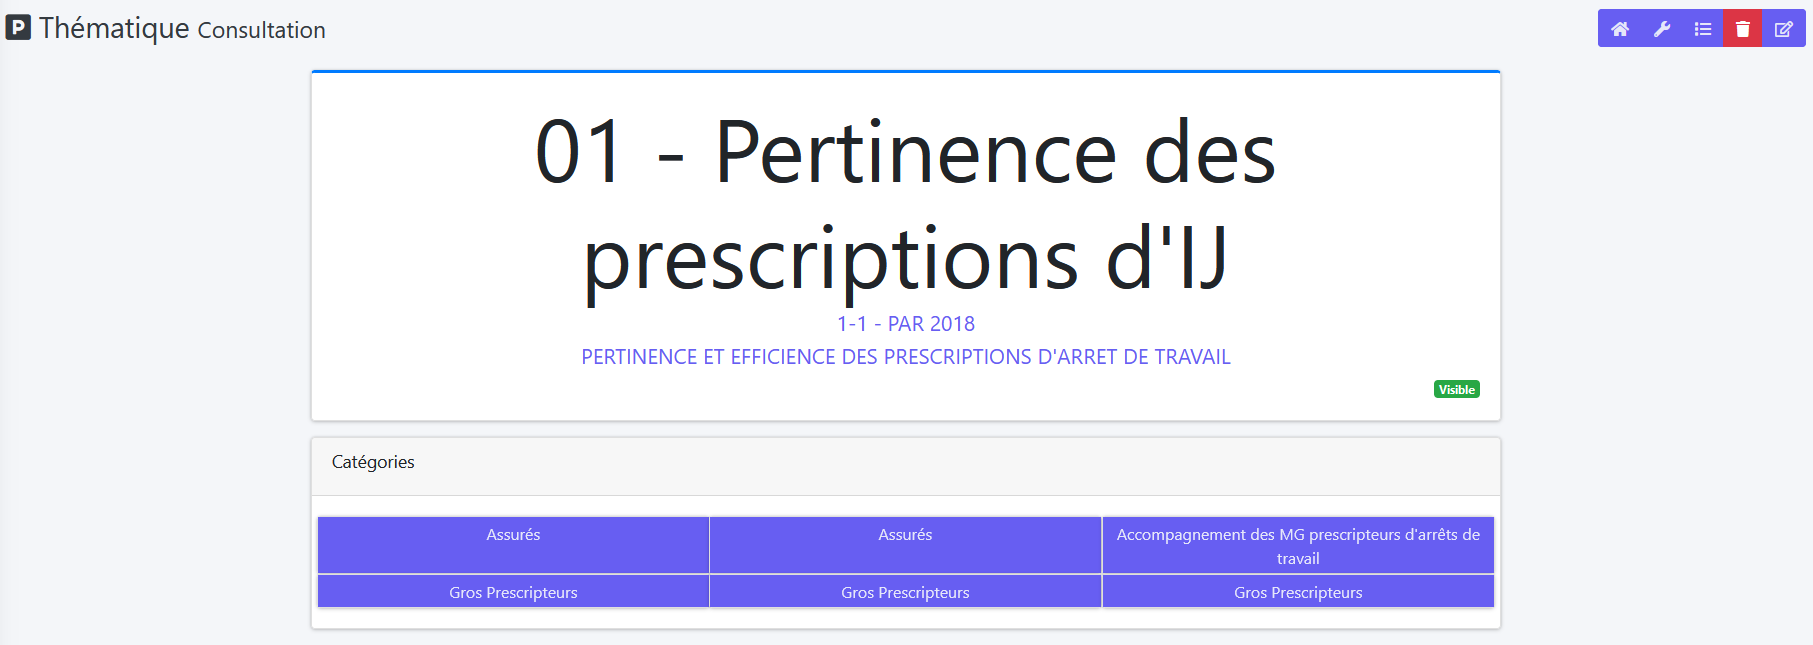 P Thématique Consultation
01 - Pertinence des
prescriptions d'IJ
1-1 - PAR 2018
PERTINENCE ET EFFICIENCE DES PRESCRIPTIONS D'ARRET DE TRAVAIL
Visible
Catégories
Assurés
Assurés
Accompagnement des MG prescripteurs d'arrêts de
travail
Gros Prescripteurs
Gros Prescripteurs
Gros Prescripteurs